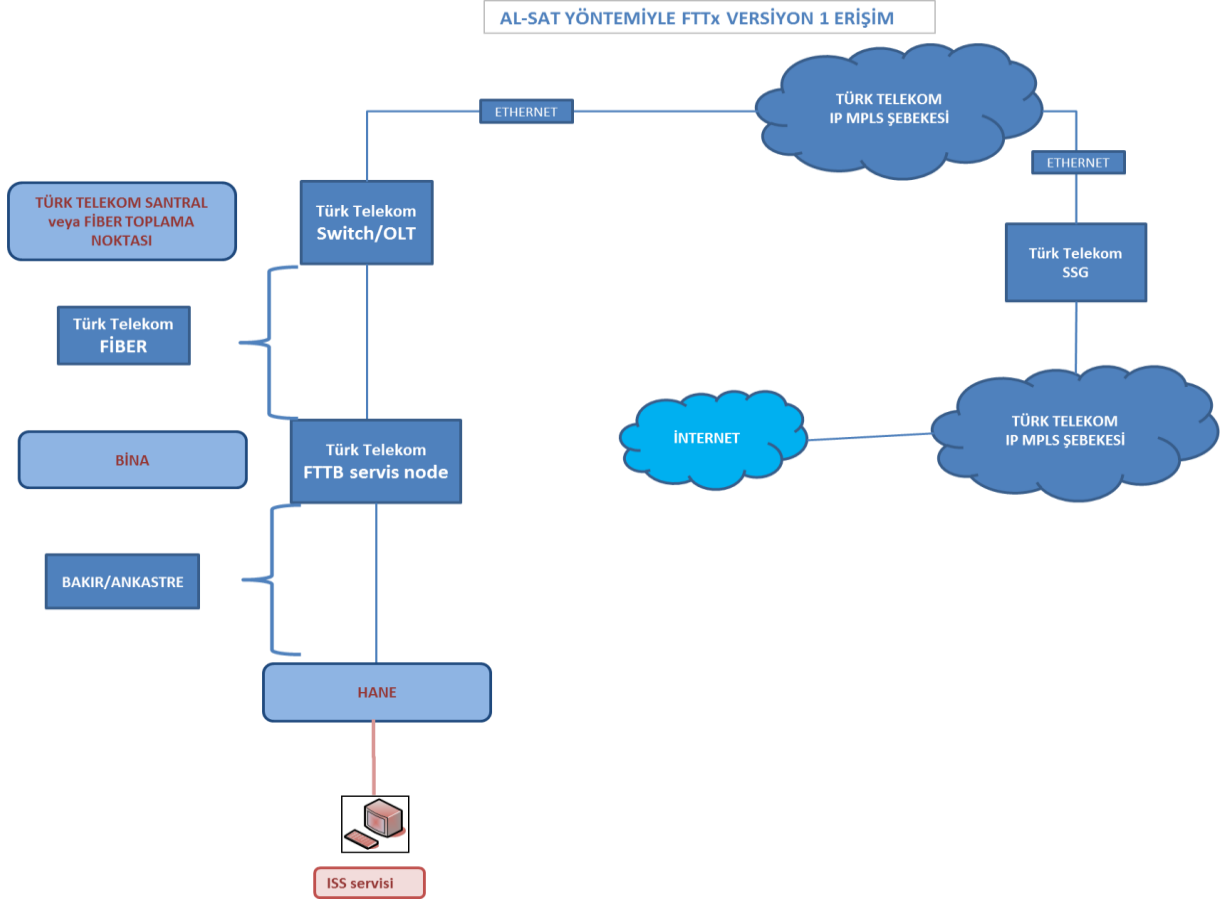 AL-SAT YÖNTEMİYLE FTTx VERSİYON 1 ERİŞİM
TÜRK TELEKOM
IP MPLS ŞEBEKESİ
ETHERNET
ETHERNET
TÜRK TELEKOM SANTRAL
veya FİBER TOPLAMA
NOKTASI
Türk Telekom
Switch/OLT
Türk Telekom
SSG
Türk Telekom
FİBER
TÜRK TELEKOM
IP MPLS ŞEBEKESİ
İNTERNET
BİNA
Türk Telekom
FTTB servis node
BAKIR/ANKASTRE
HANE
ISS servisi